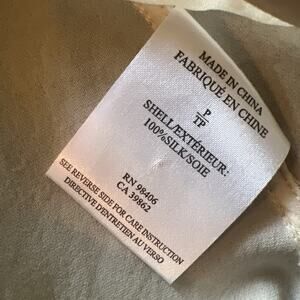 MADE IN CHINA
FABRIQUÉ EN CHINE
P
TP
SHELL/EXTÉRIEUR:
100%SILK/SOIE
RN 98406
CA 39862
SEE REVERSE SIDE FOR CARE INSTRUCTION
DIRECTIVE D'ENTRETIEN AU VERSO